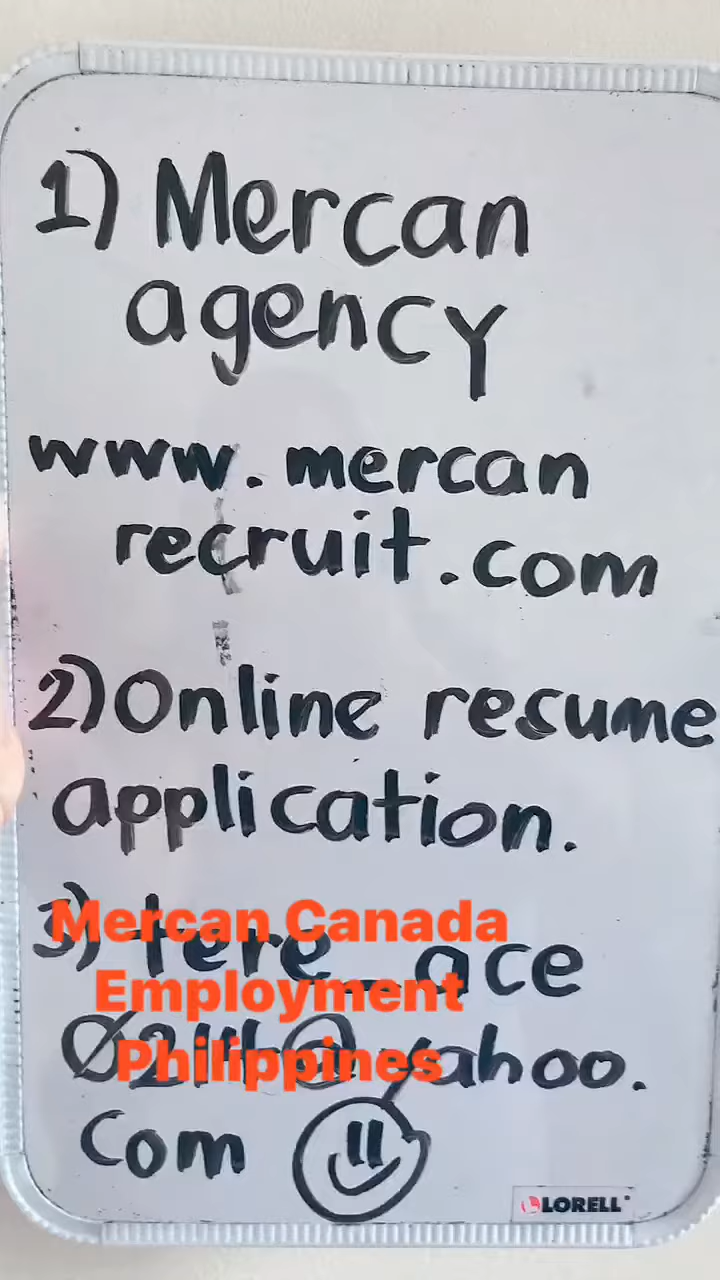 1) Mercan
agency
www.mercan
recruit.com
2) Online resume
application.
3) tere_ace
Mercan Canada
Employment
Philippines
yahoo.
com
LORELL